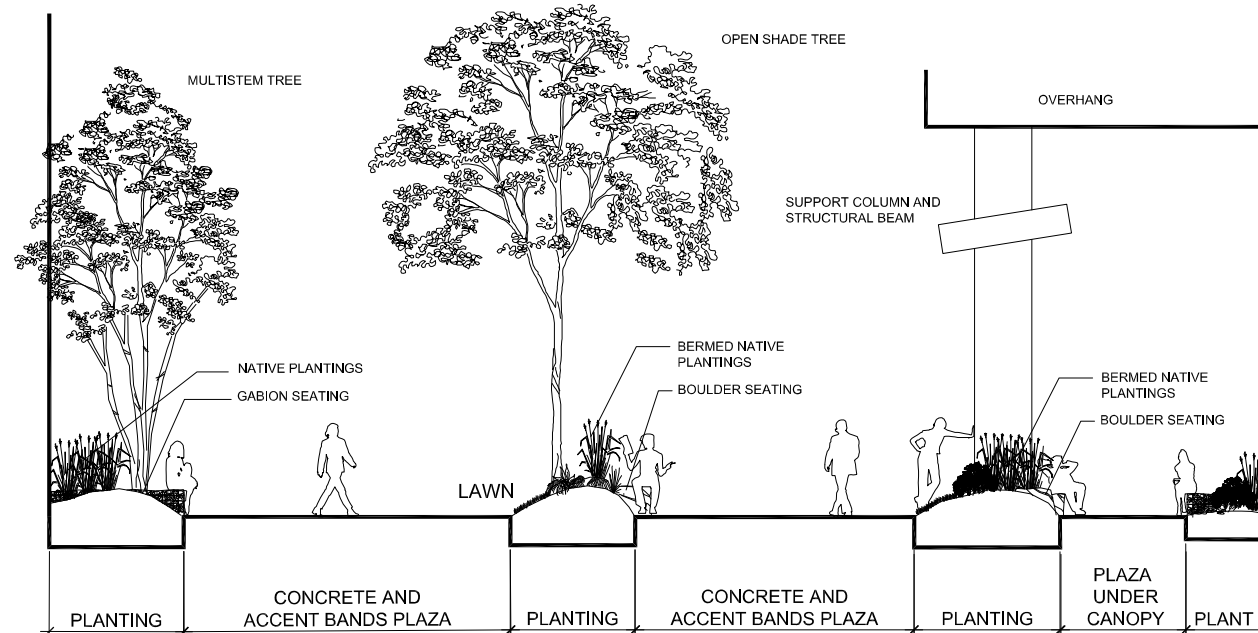 OPEN SHADE TREE
MULTISTEM TREE
OVERHANG
SUPPORT COLUMN AND
STRUCTURAL BEAM
BERMED NATIVE
PLANTINGS
NATIVE PLANTINGS
BERMED NATIVE
PLANTINGS
BOULDER SEATING
GABION SEATING
BOULDER SEATING
LAWN
PLANTING
CONCRETE AND
ACCENT BANDS PLAZA
PLANTING
CONCRETE AND
ACCENT BANDS PLAZA
PLANTING
PLAZA
UNDER
CANOPY
PLANT